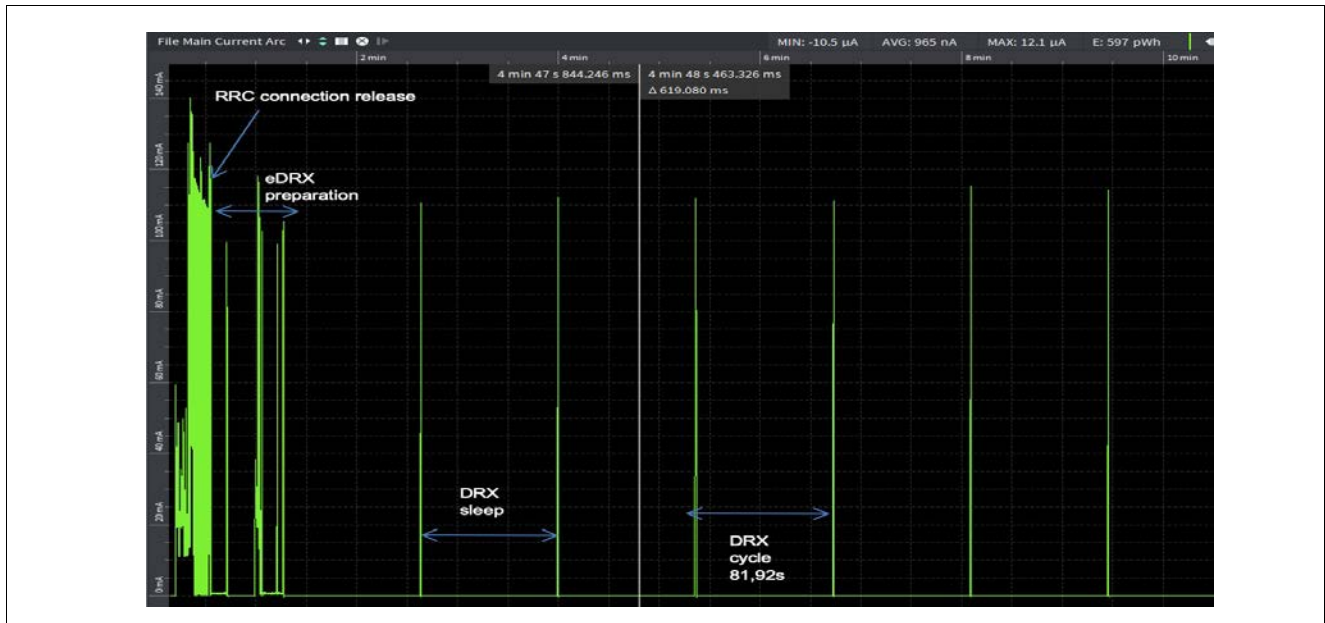 File Main Current Arc
MIN: -10.5 µA AVG: 965 nA MAX: 12.1 µA E: 597 pWh
2 min 4 min 6 min 8 min 10 min
4 min 47 s 844.246 ms 4 min 48 s 463.326 ms
Δ 619.080 ms
140 mA
RRC connection release
120 mA
eDRX
preparation
100 mA
80 mA
60 mA
40 mA
DRX
sleep
20 mA
DRX
cycle
81,92s
0 mA